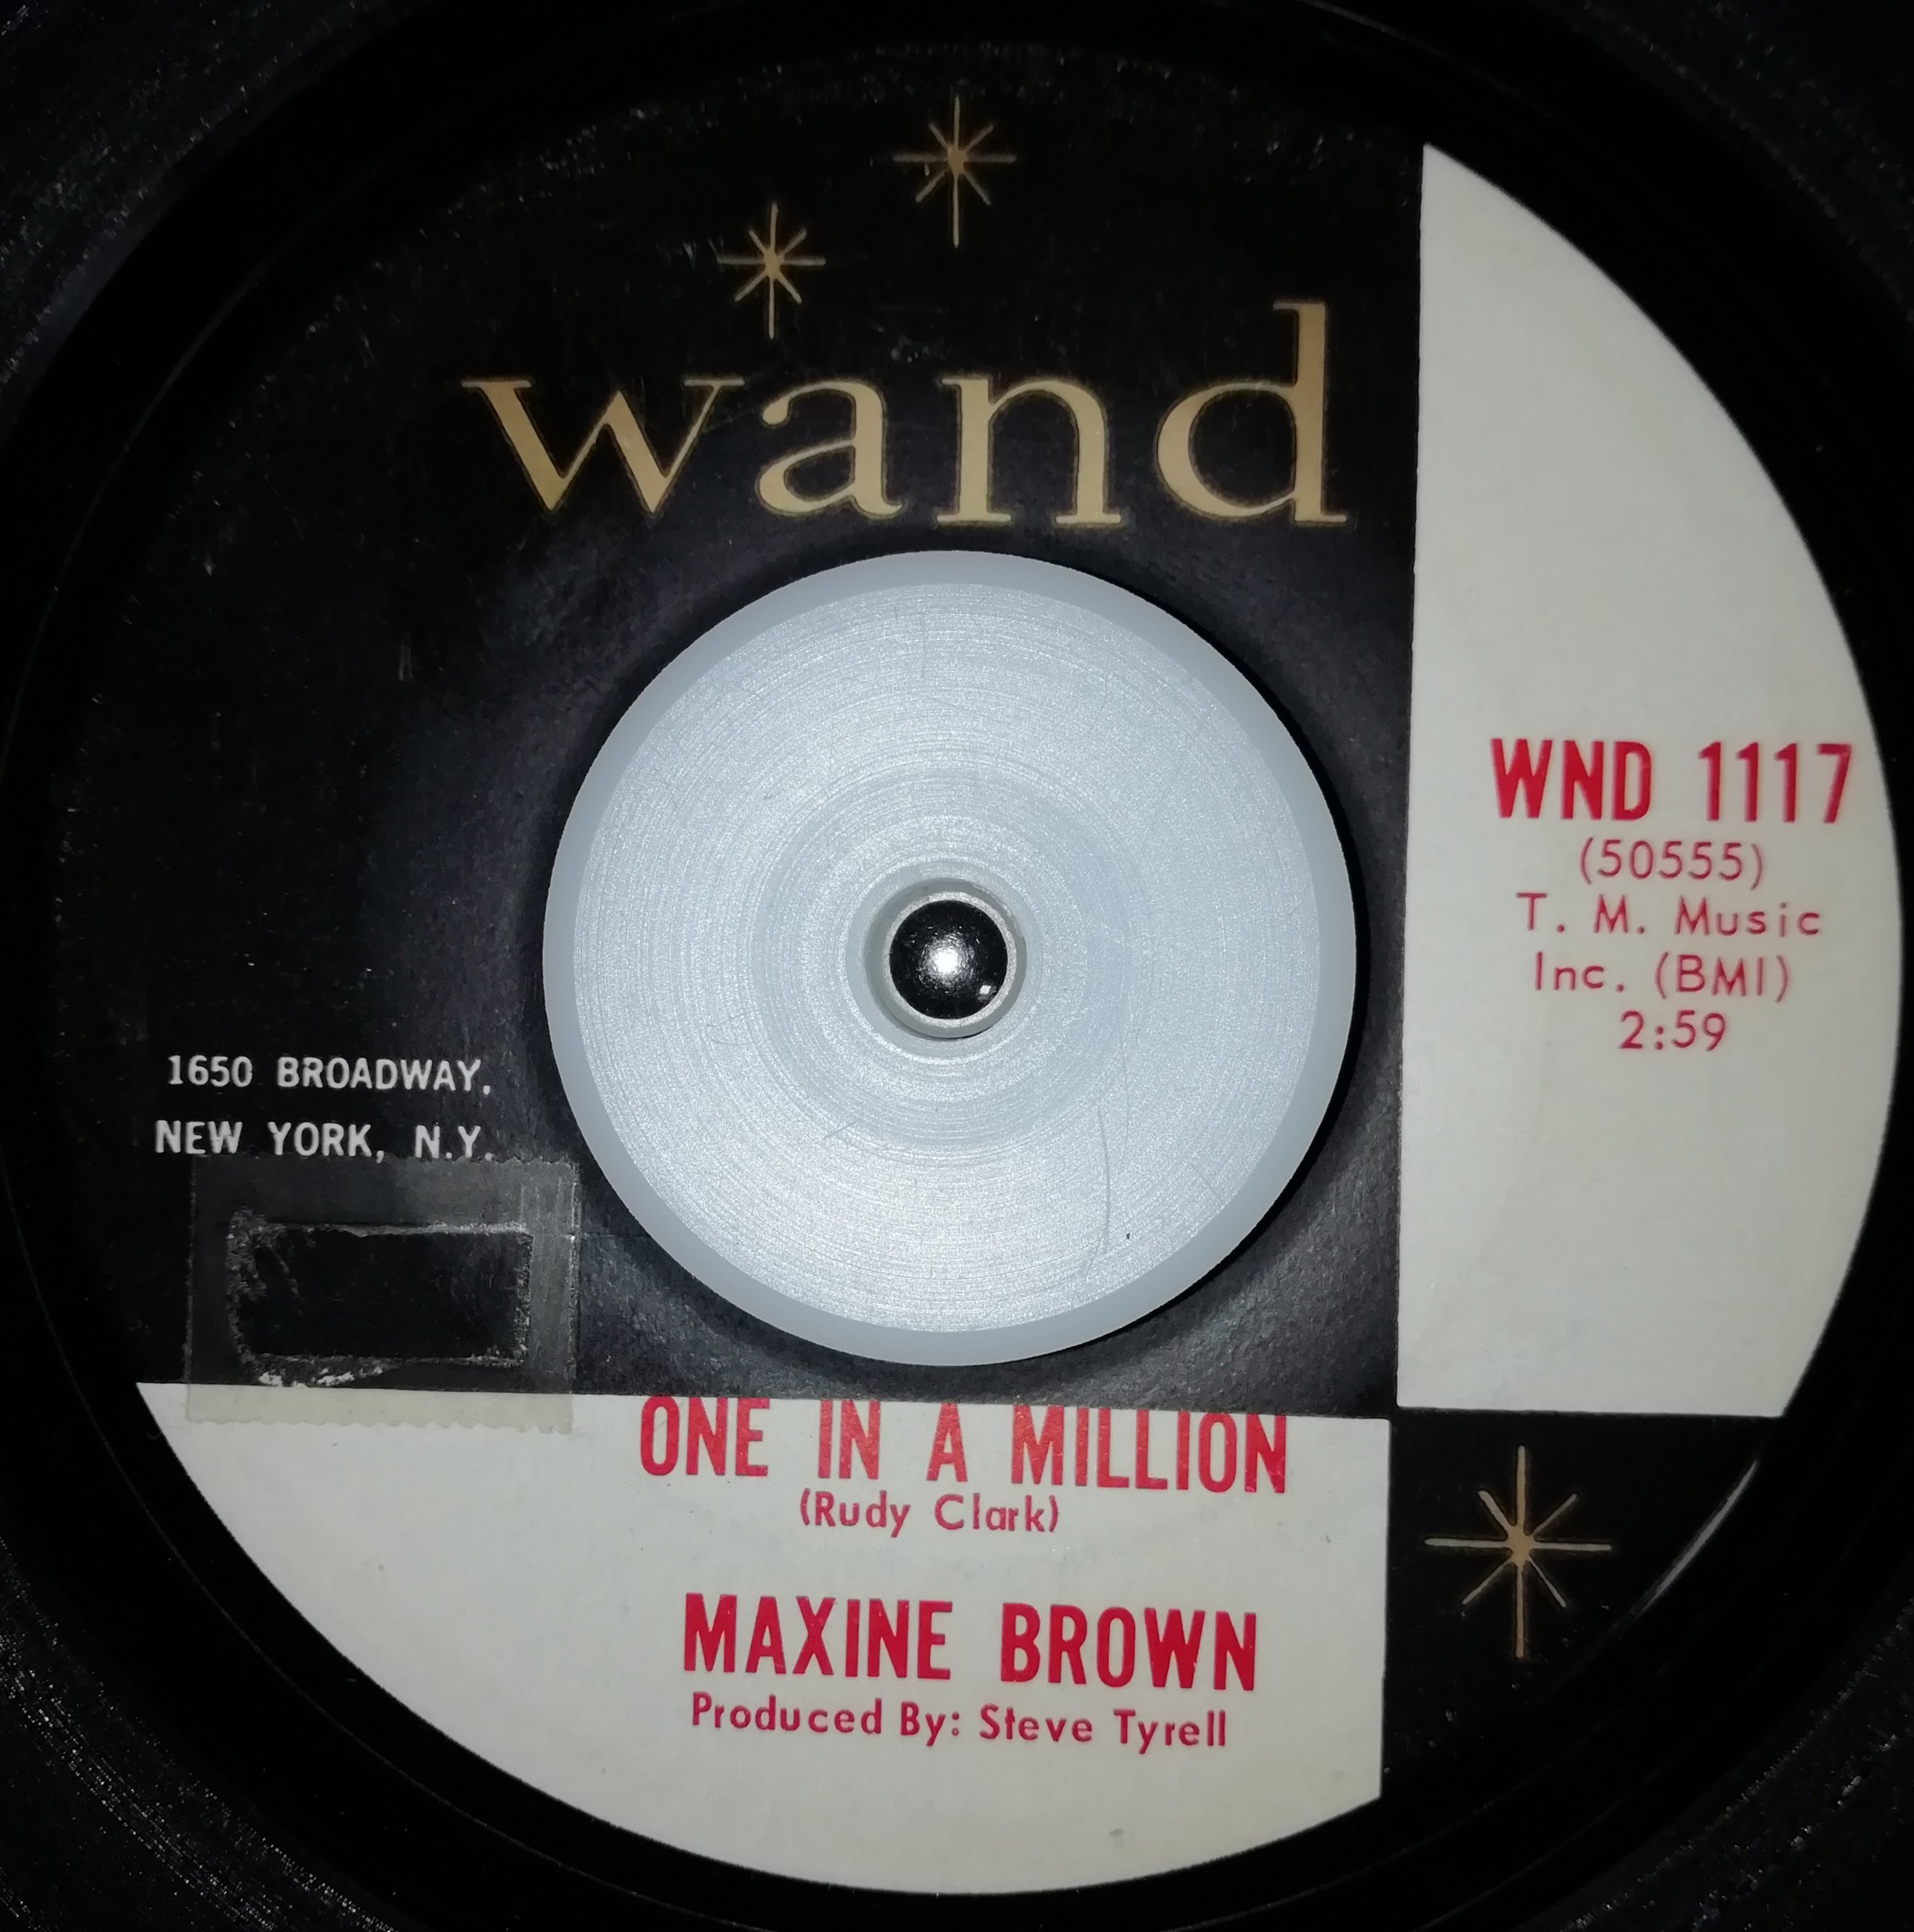 wand
WND 1117
(50555)
T. M. Music
Inc. (BMI)
2:59
1650 BROADWAY,
NEW YORK, N.Y.
ONE IN A MILLION
(Rudy Clark)
MAXINE BROWN
Produced By: Steve Tyrell